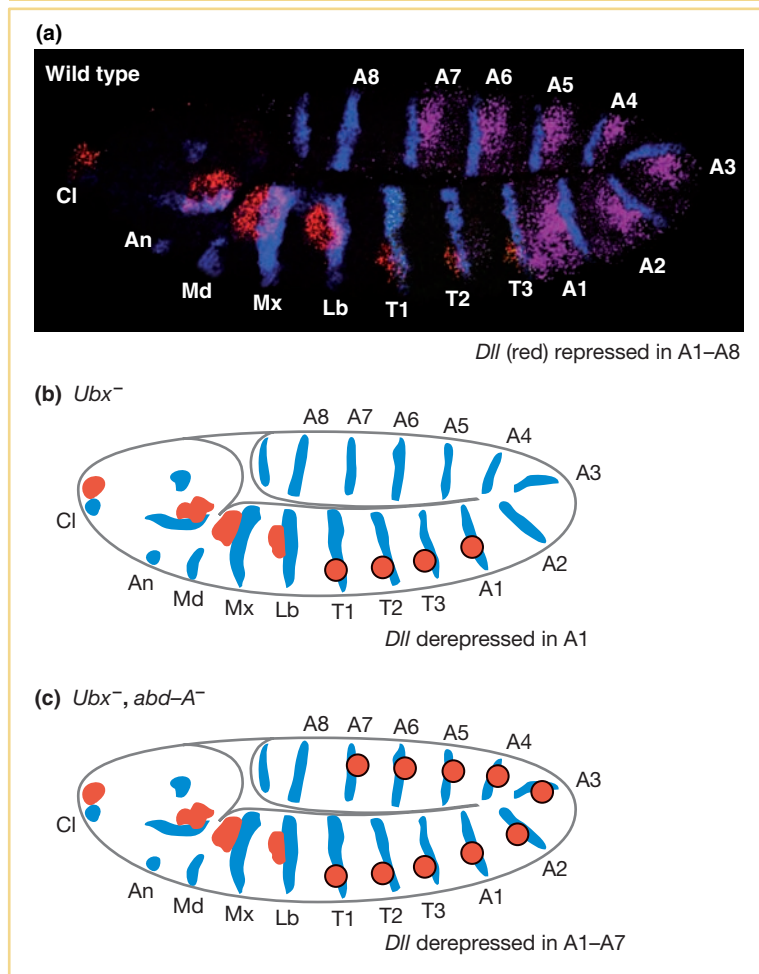 (a)
Wild type
A8
A7
A6
A5
A4
A3
Cl
An
Md
Mx
Lb
T1
T2
T3
A1
A2
Dll (red) repressed in A1–A8
(b) Ubx⁻
A8 A7 A6 A5 A4
A3
Cl
An
Md
Mx
Lb
T1
T2
T3
A1
A2
Dll derepressed in A1
(c) Ubx⁻, abd–A⁻
A8 A7 A6 A5 A4
A3
Cl
An
Md
Mx
Lb
T1
T2
T3
A1
A2
Dll derepressed in A1–A7